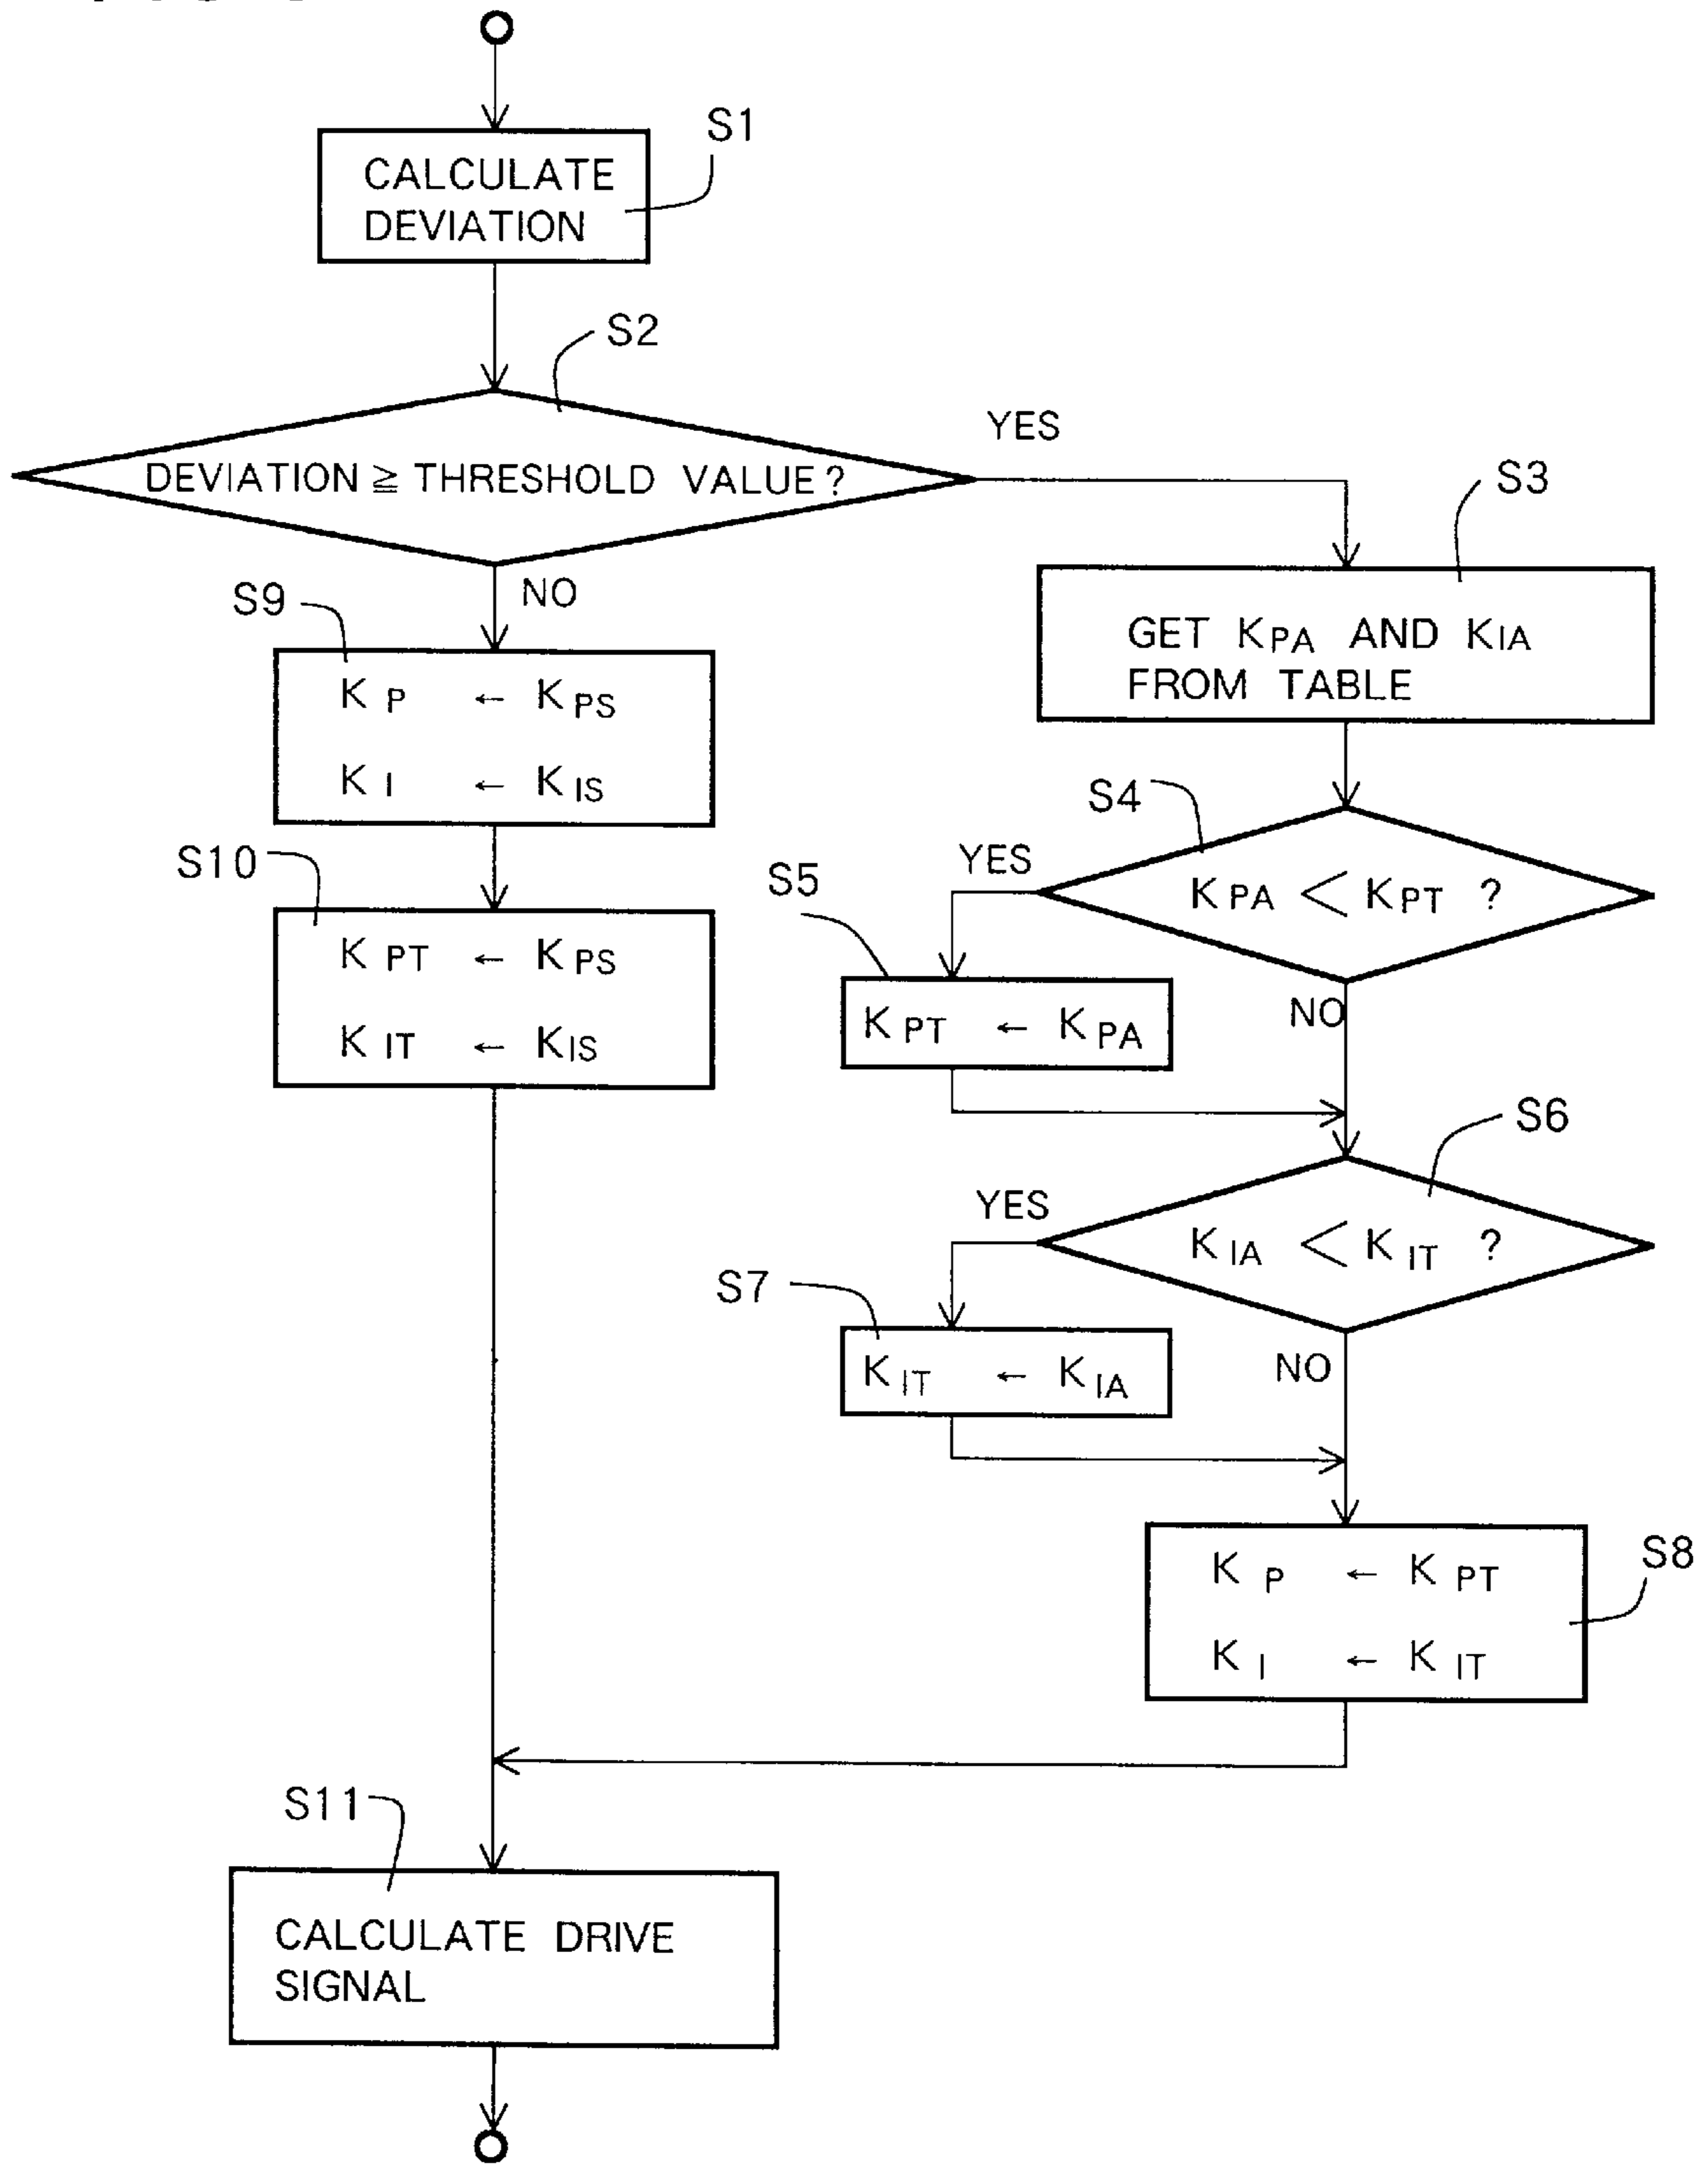 S1
CALCULATE
DEVIATION
S2
DEVIATION ≧ THRESHOLD VALUE?
YES
NO
S3
GET KPA AND KIA
FROM TABLE
S9
KP ← KPS
KI ← KIS
S4
KPA < KPT ?
YES
NO
S10
KPT ← KPS
KIT ← KIS
S5
KPT ← KPA
S6
KIA < KIT ?
YES
NO
S7
KIT ← KIA
S8
KP ← KPT
KI ← KIT
S11
CALCULATE DRIVE
SIGNAL